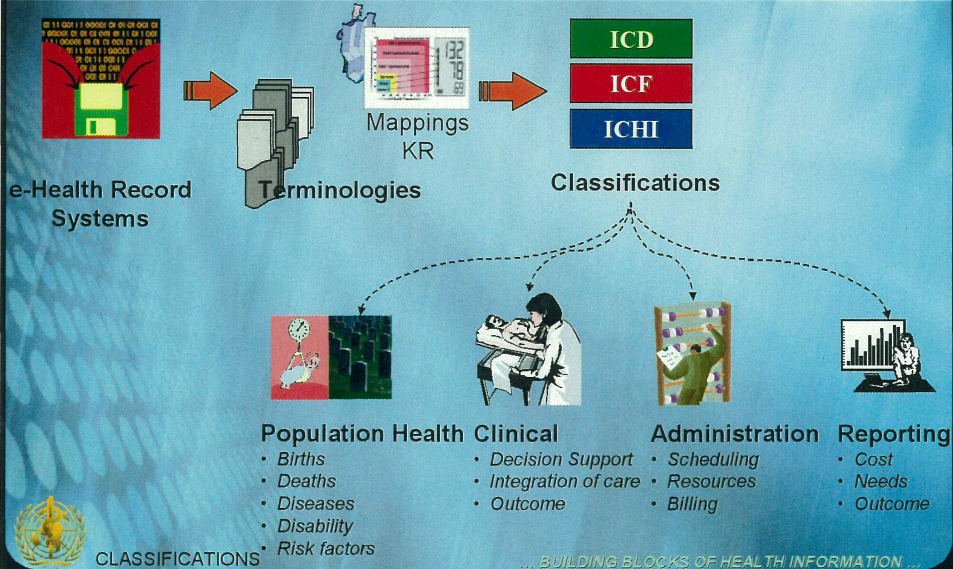 ICD
ICF
ICHI
132
78
Mappings
KR
e-Health Record
Systems
Terminologies
Classifications
Population Health
• Births
• Deaths
• Diseases
• Disability
• Risk factors
Clinical
• Decision Support
• Integration of care
• Outcome
Administration
• Scheduling
• Resources
• Billing
Reporting
• Cost
• Needs
• Outcome
CLASSIFICATIONS
... BUILDING BLOCKS OF HEALTH INFORMATION ...